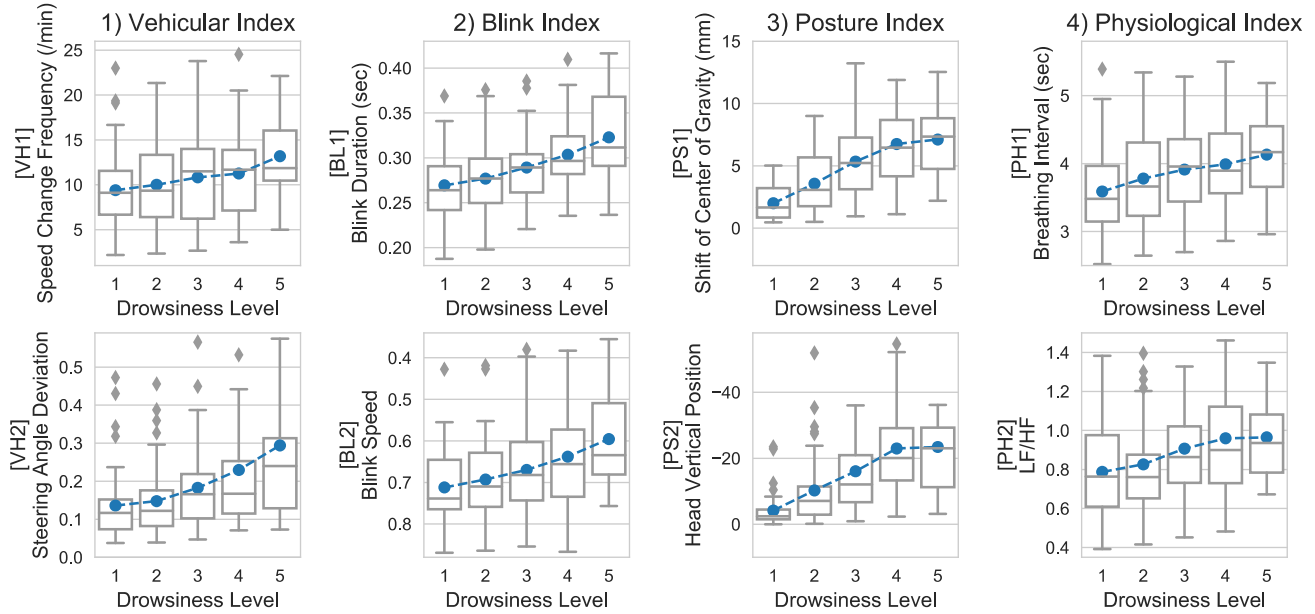 1) Vehicular Index
[VH1]
Speed Change Frequency (/min)
25
20
15
10
5
1 2 3 4 5
Drowsiness Level
2) Blink Index
[BL1]
Blink Duration (sec)
0.40
0.35
0.30
0.25
0.20
1 2 3 4 5
Drowsiness Level
3) Posture Index
[PS1]
Shift of Center of Gravity (mm)
15
10
5
0
1 2 3 4 5
Drowsiness Level
4) Physiological Index
[PH1]
Breathing Interval (sec)
5
4
3
1 2 3 4 5
Drowsiness Level
[VH2]
Steering Angle Deviation
0.5
0.4
0.3
0.2
0.1
0.0
1 2 3 4 5
Drowsiness Level
[BL2]
Blink Speed
0.4
0.5
0.6
0.7
0.8
1 2 3 4 5
Drowsiness Level
[PS2]
Head Vertical Position
−40
−20
0
1 2 3 4 5
Drowsiness Level
[PH2]
LF/HF
1.4
1.2
1.0
0.8
0.6
0.4
1 2 3 4 5
Drowsiness Level